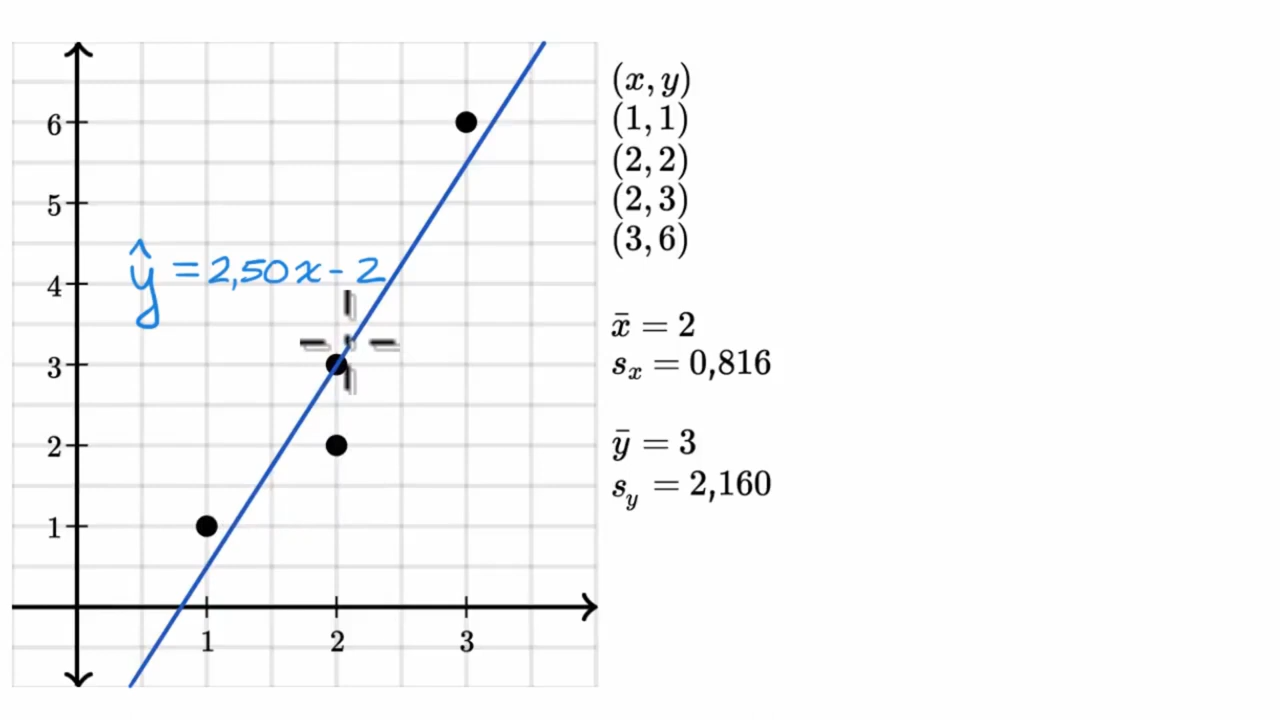 6
5
4
3
2
1
1 2 3
ŷ = 2,50x - 2
(x, y)
(1, 1)
(2, 2)
(2, 3)
(3, 6)
x̄ = 2
sₓ = 0,816
ȳ = 3
s_y = 2,160